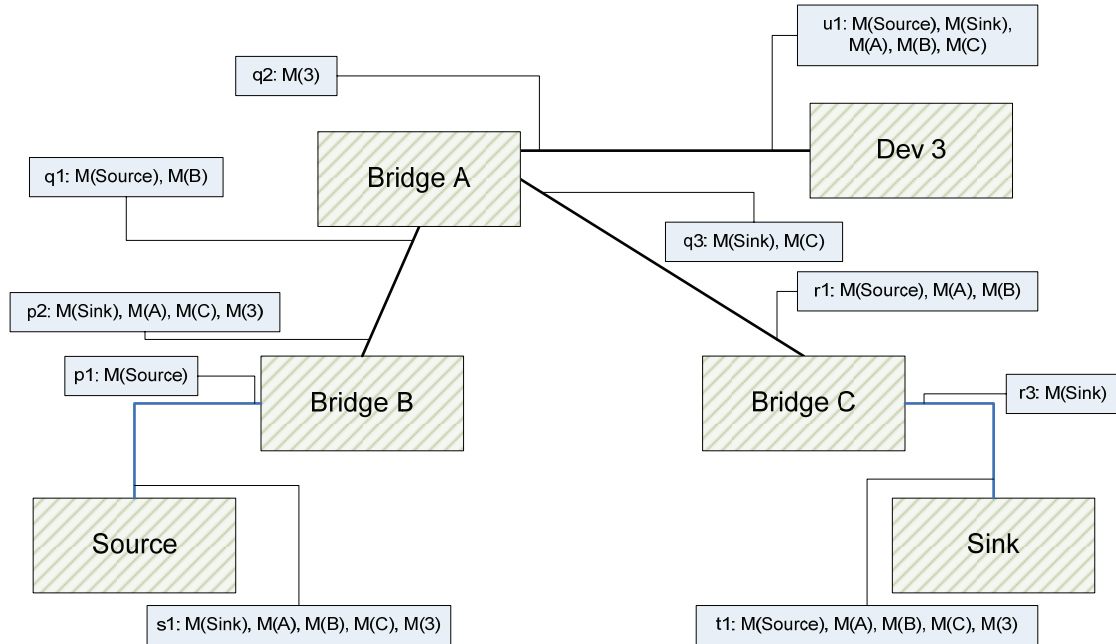 u1: M(Source), M(Sink),
M(A), M(B), M(C)
q2: M(3)
Dev 3
Bridge A
q1: M(Source), M(B)
q3: M(Sink), M(C)
r1: M(Source), M(A), M(B)
p2: M(Sink), M(A), M(C), M(3)
p1: M(Source)
Bridge B
Bridge C
r3: M(Sink)
Source
Sink
s1: M(Sink), M(A), M(B), M(C), M(3)
t1: M(Source), M(A), M(B), M(C), M(3)